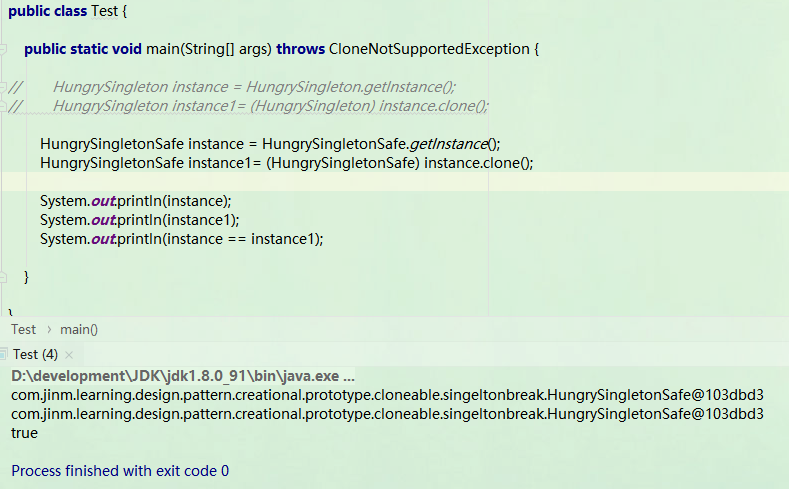 public class Test {
public static void main(String[] args) throws CloneNotSupportedException {
// HungrySingleton instance = HungrySingleton.getInstance();
// HungrySingleton instance1= (HungrySingleton) instance.clone();
HungrySingletonSafe instance = HungrySingletonSafe.getInstance();
HungrySingletonSafe instance1= (HungrySingletonSafe) instance.clone();
System.out.println(instance);
System.out.println(instance1);
System.out.println(instance == instance1);
}
}
Test › main()
Test (4) ×
D:\development\JDK\jdk1.8.0_91\bin\java.exe ...
com.jinm.learning.design.pattern.creational.prototype.cloneable.singeltonbreak.HungrySingletonSafe@103dbd3
com.jinm.learning.design.pattern.creational.prototype.cloneable.singeltonbreak.HungrySingletonSafe@103dbd3
true
Process finished with exit code 0